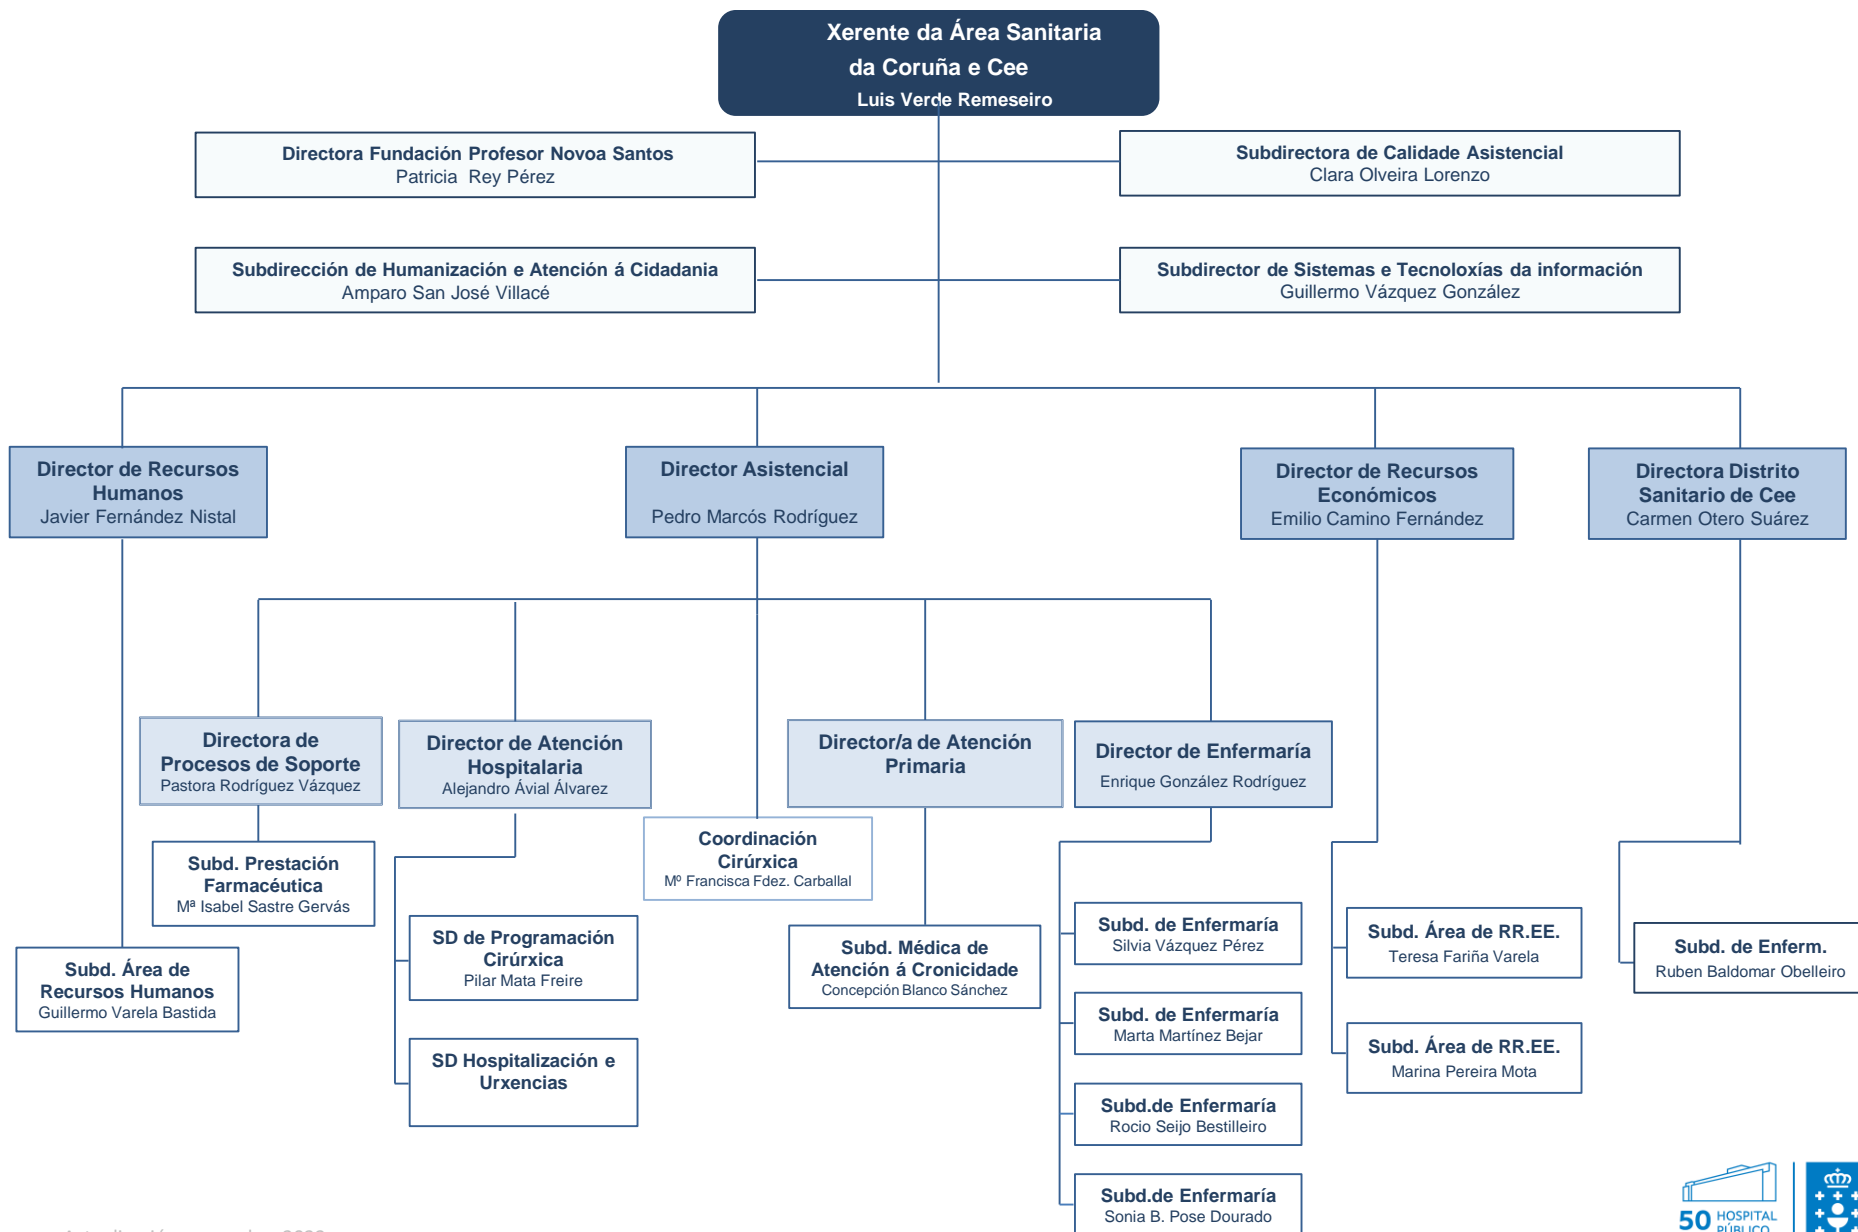 Xerente da Área Sanitaria
da Coruña e Cee
Luis Verde Remeseiro
Directora Fundación Profesor Novoa Santos
Patricia Rey Pérez
Subdirectora de Calidade Asistencial
Clara Olveira Lorenzo
Subdirección de Humanización e Atención á Cidadania
Amparo San José Villacé
Subdirector de Sistemas e Tecnoloxías da información
Guillermo Vázquez González
Director de Recursos
Humanos
Javier Fernández Nistal
Director Asistencial
Pedro Marcós Rodríguez
Director de Recursos
Económicos
Emilio Camino Fernández
Directora Distrito
Sanitario de Cee
Carmen Otero Suárez
Directora de
Procesos de Soporte
Pastora Rodríguez Vázquez
Director de Atención
Hospitalaria
Alejandro Ávial Álvarez
Director/a de Atención
Primaria
Director de Enfermaría
Enrique González Rodríguez
Coordinación
Cirúrxica
Mº Francisca Fdez. Carballal
Subd. Prestación
Farmacéutica
Mª Isabel Sastre Gervás
Subd. Área de
Recursos Humanos
Guillermo Varela Bastida
SD de Programación
Cirúrxica
Pilar Mata Freire
SD Hospitalización e
Urxencias
Subd. Médica de
Atención á Cronicidade
Concepción Blanco Sánchez
Subd. de Enfermaría
Silvia Vázquez Pérez
Subd. de Enfermaría
Marta Martínez Bejar
Subd.de Enfermaría
Rocio Seijo Bestilleiro
Subd.de Enfermaría
Sonia B. Pose Dourado
Subd. Área de RR.EE.
Teresa Fariña Varela
Subd. Área de RR.EE.
Marina Pereira Mota
Subd. de Enferm.
Ruben Baldomar Obelleiro
50 HOSPITAL
PÚBLICO